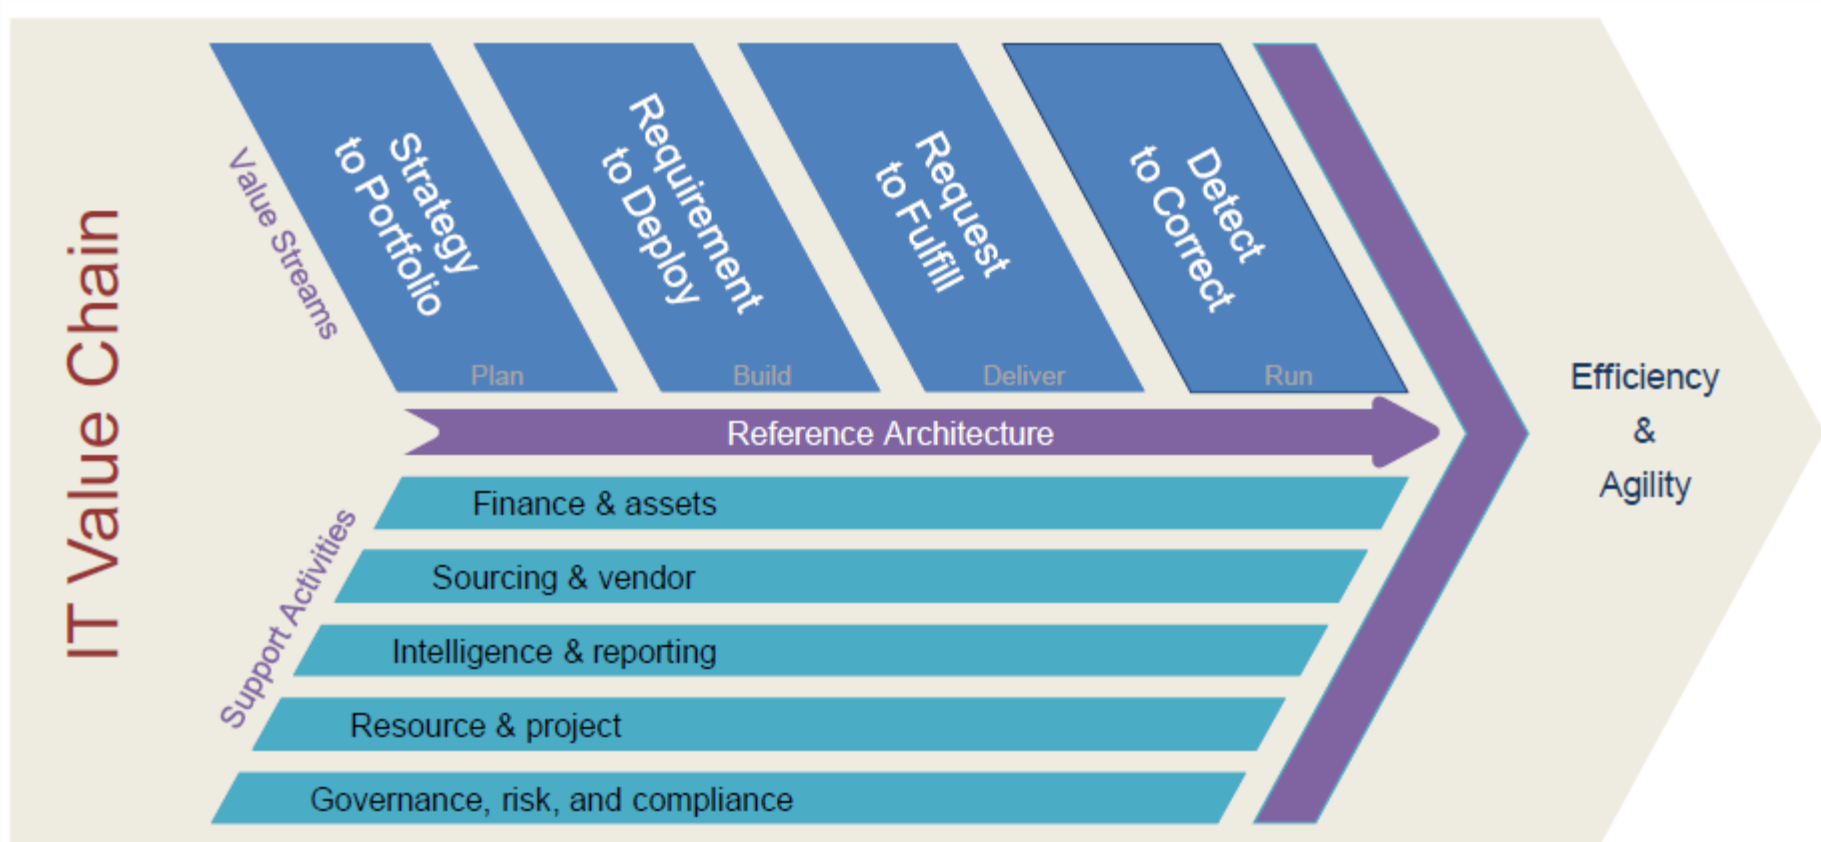 IT Value Chain
Value Streams
Strategy
to Portfolio
Plan
Requirement
to Deploy
Build
Request
to Fulfill
Deliver
Detect
to Correct
Run
Reference Architecture
Efficiency
&
Agility
Support Activities
Finance & assets
Sourcing & vendor
Intelligence & reporting
Resource & project
Governance, risk, and compliance